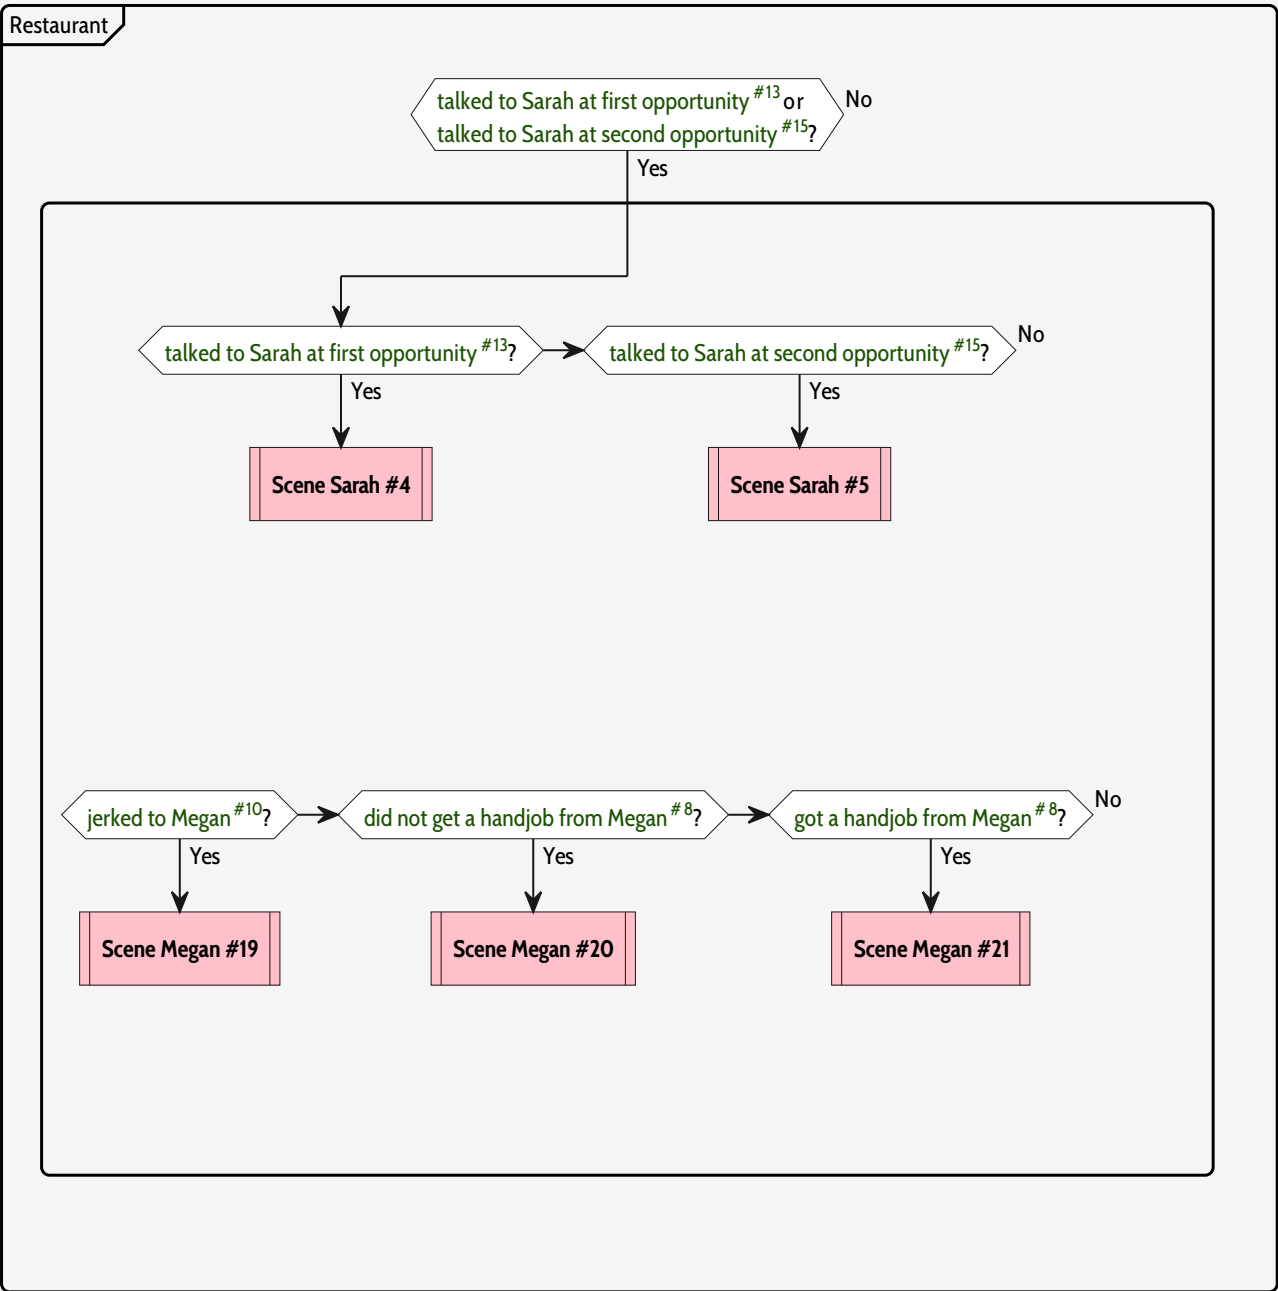 Restaurant
talked to Sarah at first opportunity #13 or
talked to Sarah at second opportunity #15?
No
Yes
talked to Sarah at first opportunity #13?
talked to Sarah at second opportunity #15?
No
Yes
Yes
Scene Sarah #4
Scene Sarah #5
jerked to Megan #10?
did not get a handjob from Megan # 8?
got a handjob from Megan # 8?
No
Yes
Yes
Yes
Scene Megan #19
Scene Megan #20
Scene Megan #21